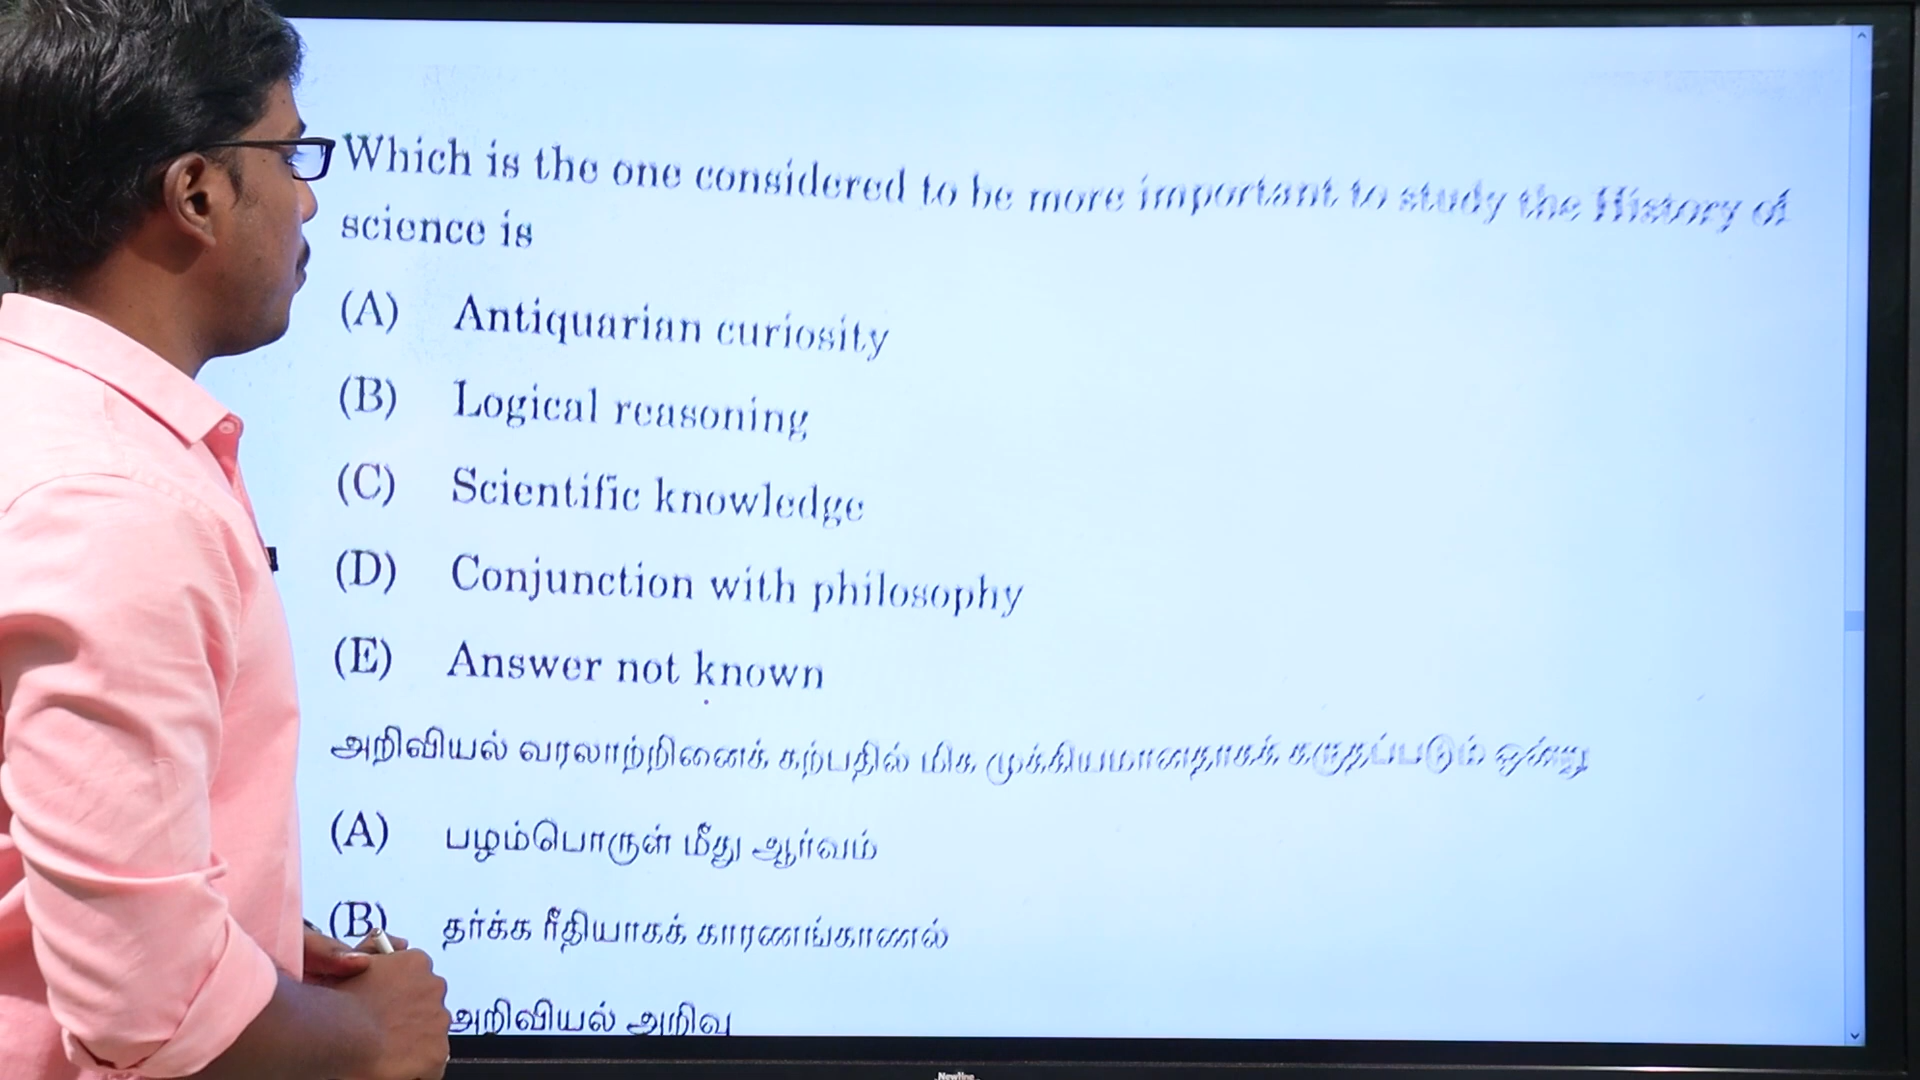 Which is the one considered to be more important to study the History of
science is
(A) Antiquarian curiosity
(B) Logical reasoning
(C) Scientific knowledge
(D) Conjunction with philosophy
(E) Answer not known
அறிவியல் வரலாற்றினைக் கற்பதில் மிக முக்கியமானதாகக் கருதப்படும் ஒன்று
(A) பழம்பொருள் மீது ஆர்வம்
(B) தர்க்க ரீதியாகக் காரணங்காணல்
அறிவியல் அறிவு
Newline